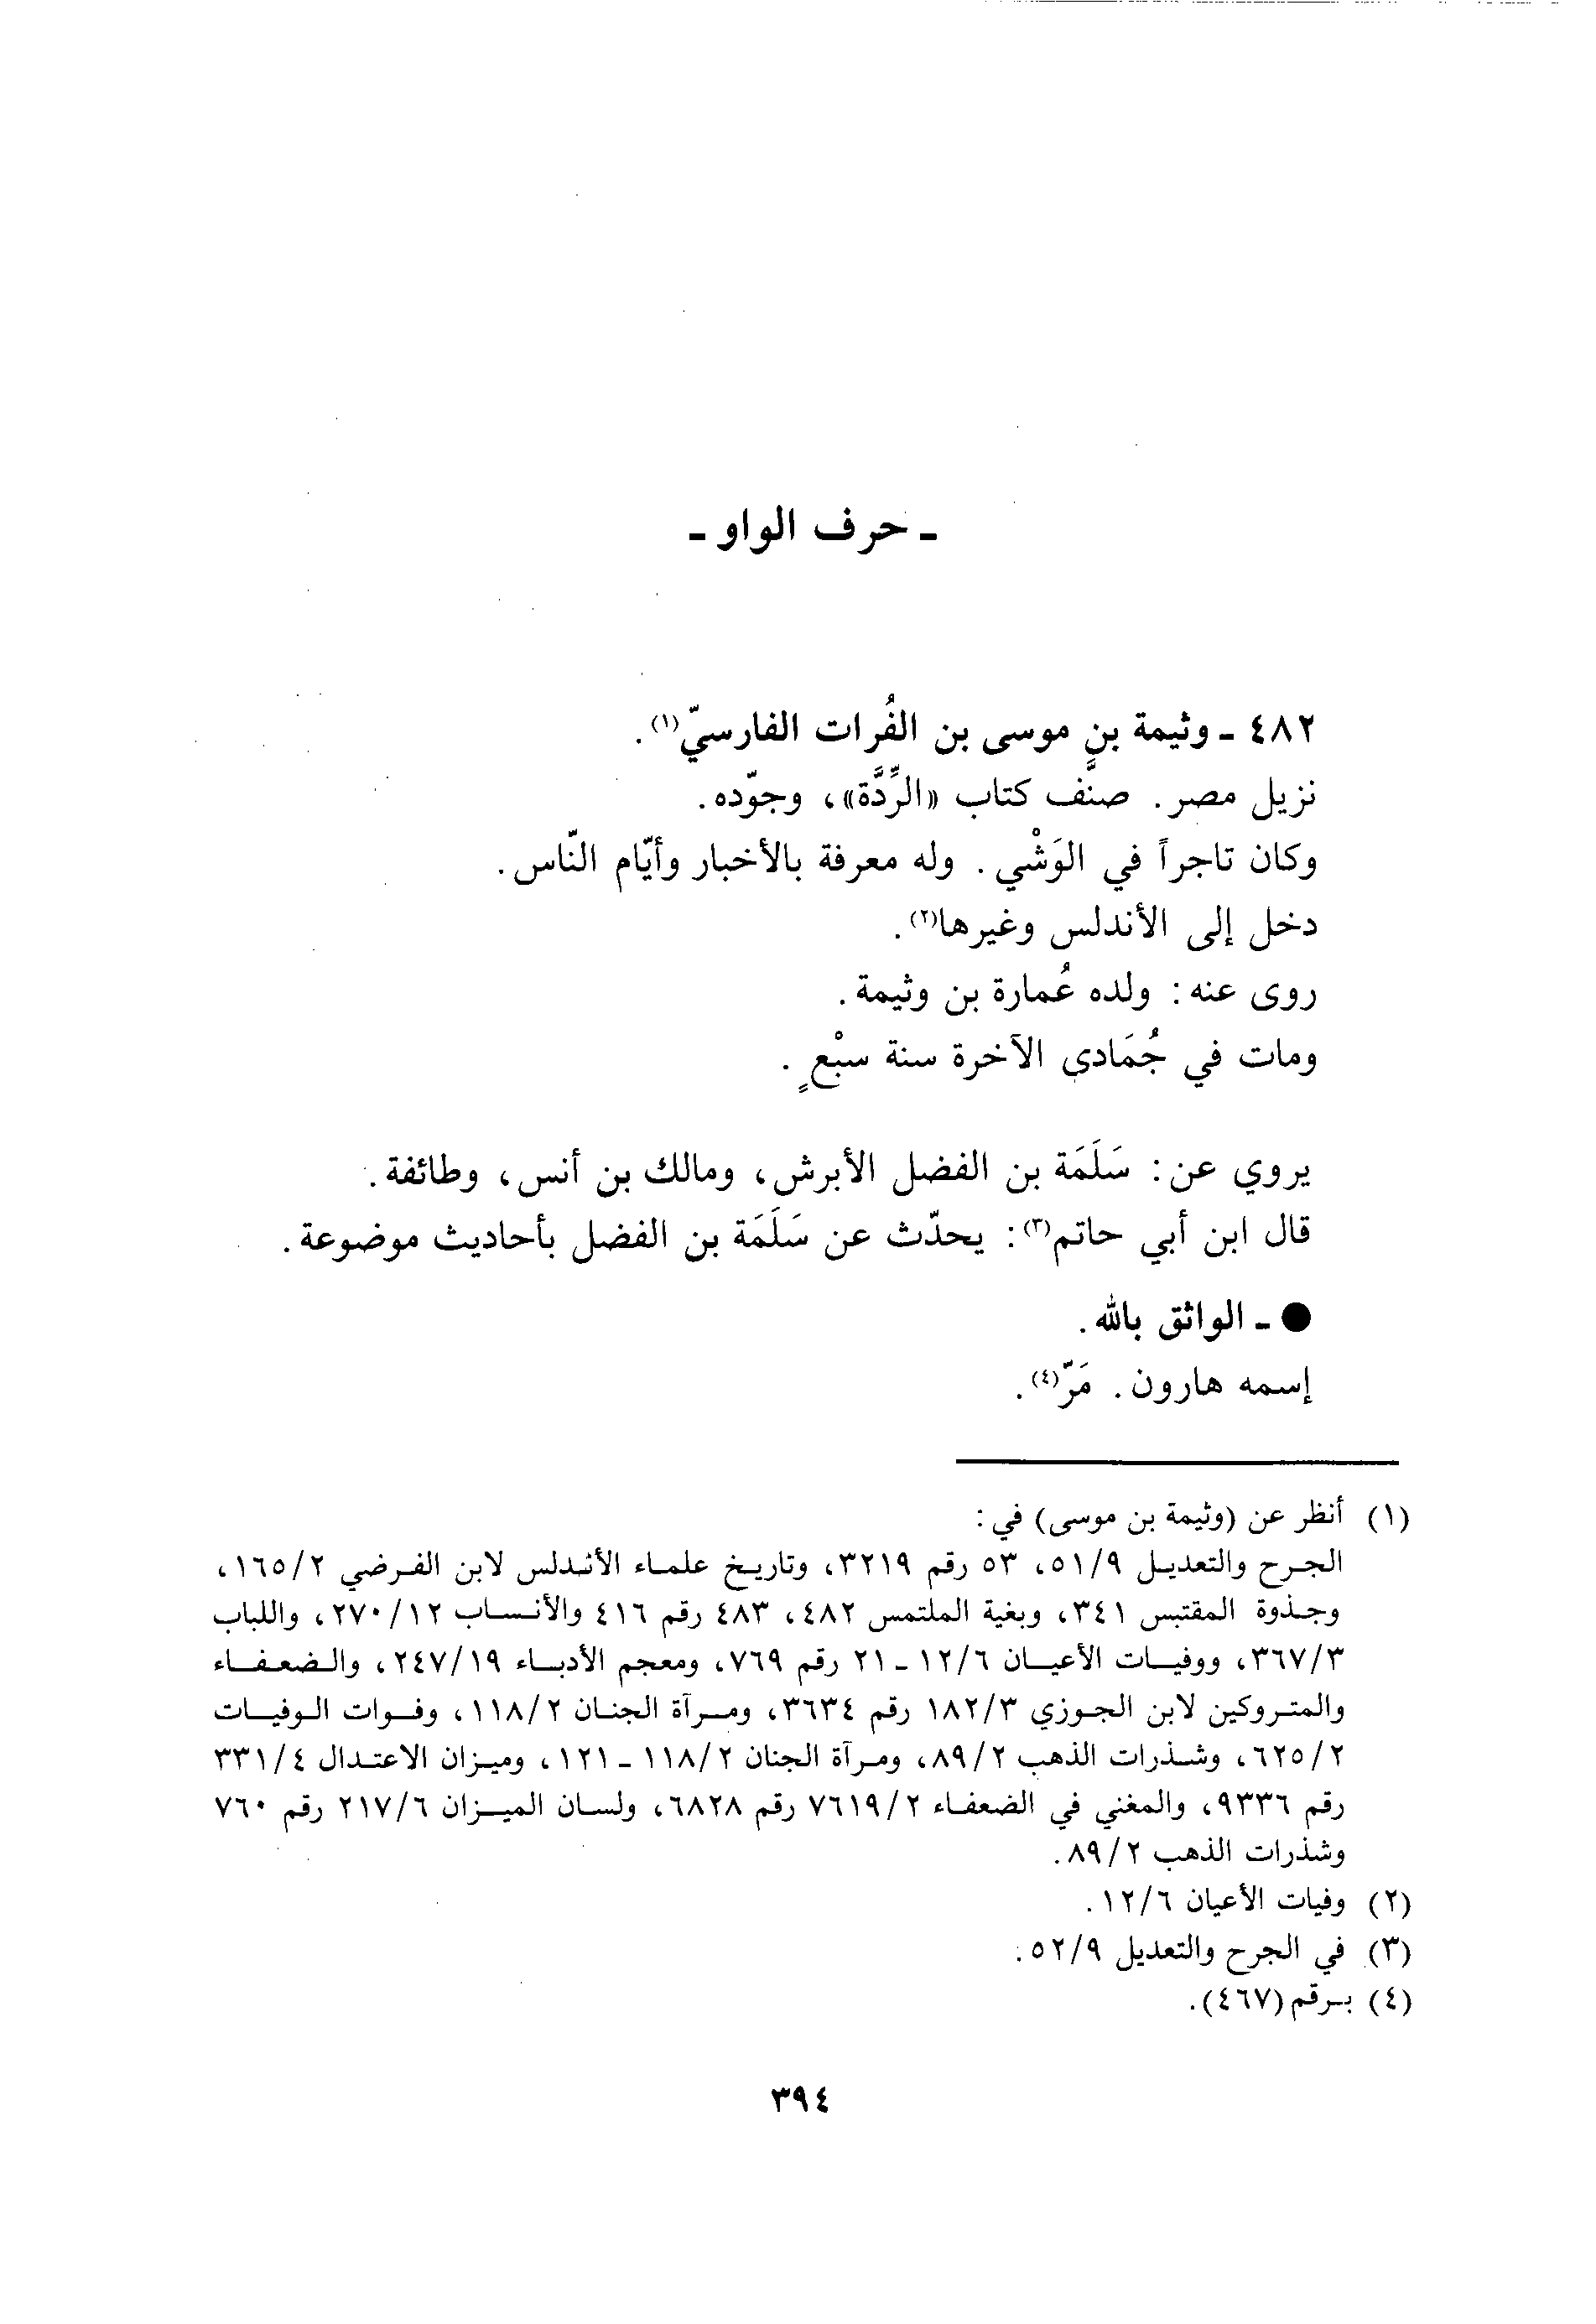 ـ حرف الواو ـ
٤٨٢ ـ وثيمة بن موسى بن الفُرات الفارسيّ(١).
نزيل مصر. صنّف كتاب «الرِّدَّة»، وجوّده.
وكان تاجراً في الوَشْي. وله معرفة بالأخبار وأيّام النّاس.
دخل إلى الأندلس وغيرها(٢).
روى عنه: ولده عُمارة بن وثيمة.
ومات في جُمَادى الآخرة سنة سبْعٍ.
يروي عن: سَلَمَة بن الفضل الأبرش، ومالك بن أنس، وطائفة.
قال ابن أبي حاتم(٣): يحدّث عن سَلَمَة بن الفضل بأحاديث موضوعة.
● ـ الواثق بالله.
إسمه هارون. مَرّ(٤).
(١) أنظر عن (وثيمة بن موسى) في:
الجرح والتعديل ٥١/٩، ٥٣ رقم ٣٢١٩، وتاريخ علماء الأندلس لابن الفرضي ١٦٥/٢،
وجذوة المقتبس ٣٤١، وبغية الملتمس ٤٨٢، ٤٨٣ رقم ٤١٦ والأنساب ٢٧٠/١٢، واللباب
٣٦٧/٣، ووفيات الأعيان ١٢/٦ ـ ٢١ رقم ٧٦٩، ومعجم الأدباء ٢٤٧/١٩، والضعفاء
والمتروكين لابن الجوزي ١٨٢/٣ رقم ٣٦٣٤، ومرآة الجنان ١١٨/٢، وفوات الوفيات
٦٢٥/٢، وشذرات الذهب ٨٩/٢، ومرآة الجنان ١١٨/٢ ـ ١٢١، وميزان الاعتدال ٣٣١/٤
رقم ٩٣٣٦، والمغني في الضعفاء ٧٦١٩/٢ رقم ٦٨٢٨، ولسان الميزان ٢١٧/٦ رقم ٧٦٠
وشذرات الذهب ٨٩/٢.
(٢) وفيات الأعيان ١٢/٦.
(٣) في الجرح والتعديل ٥٢/٩.
(٤) برقم (٤٦٧).
٣٩٤